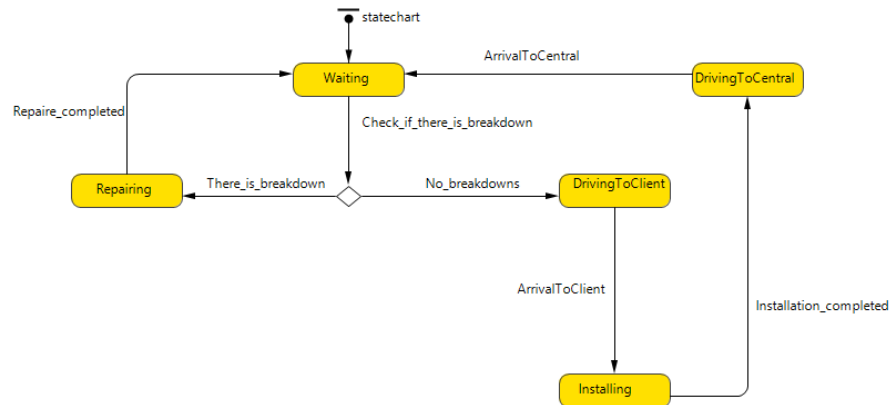 statechart
ArrivalToCentral
Waiting
DrivingToCentral
Repaire_completed
Check_if_there_is_breakdown
Repairing
There_is_breakdown
No_breakdowns
DrivingToClient
ArrivalToClient
Installation_completed
Installing